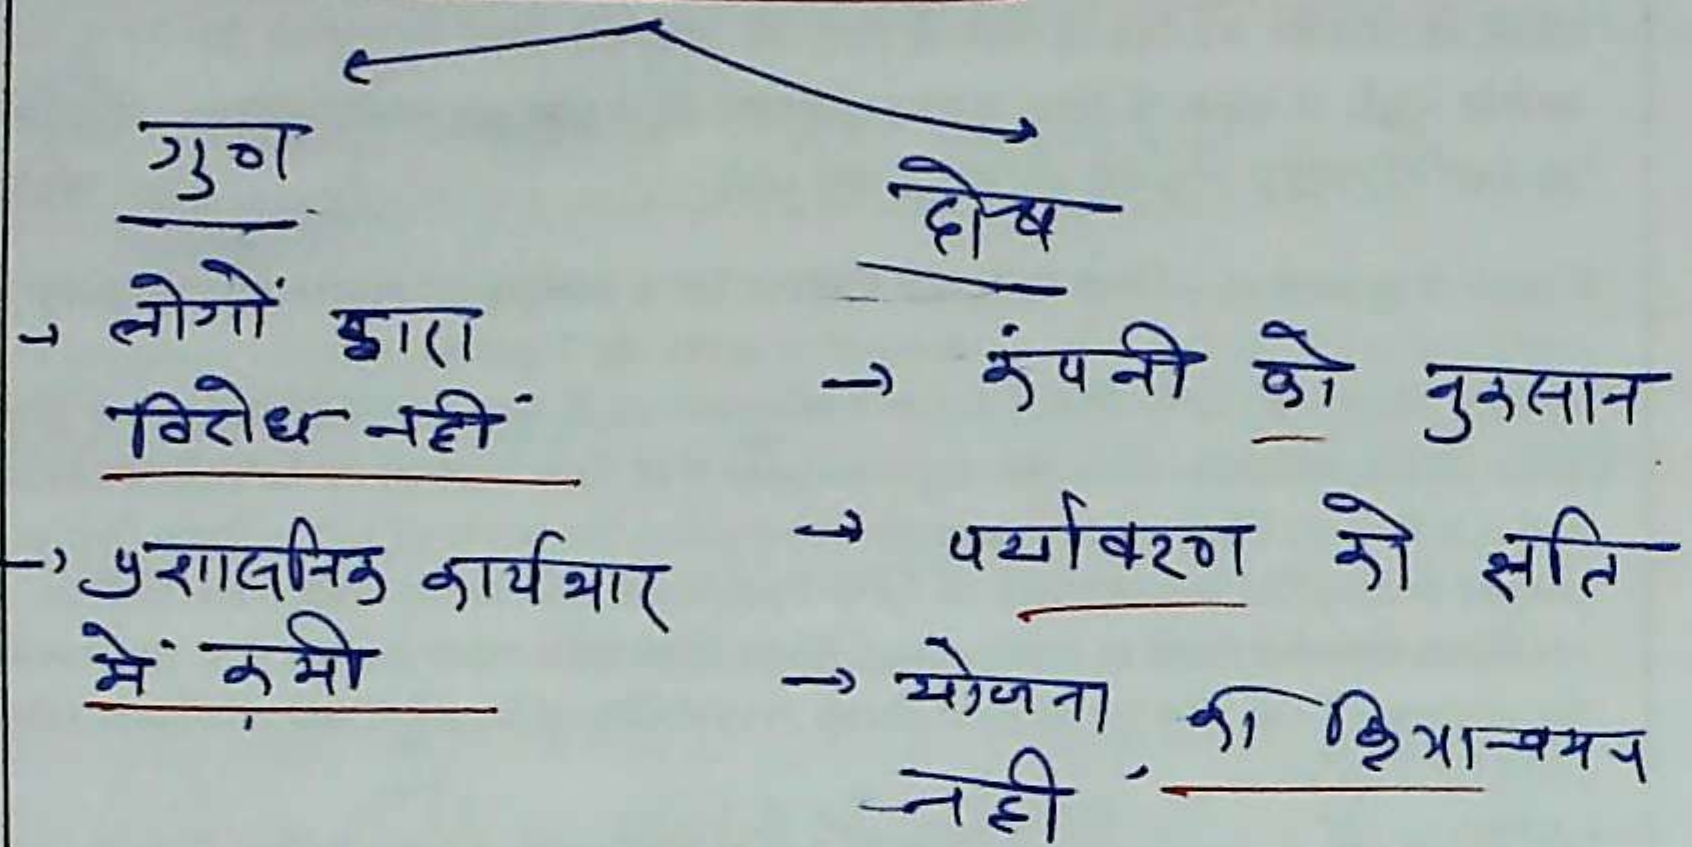 गुण
→ लोगों द्वारा
विरोध नहीं
→ प्रशासनिक कार्यभार
में कमी
दोष
→ कंपनी को नुकसान
→ पर्यावरण को क्षति
→ योजना का क्रियान्वयन
नहीं